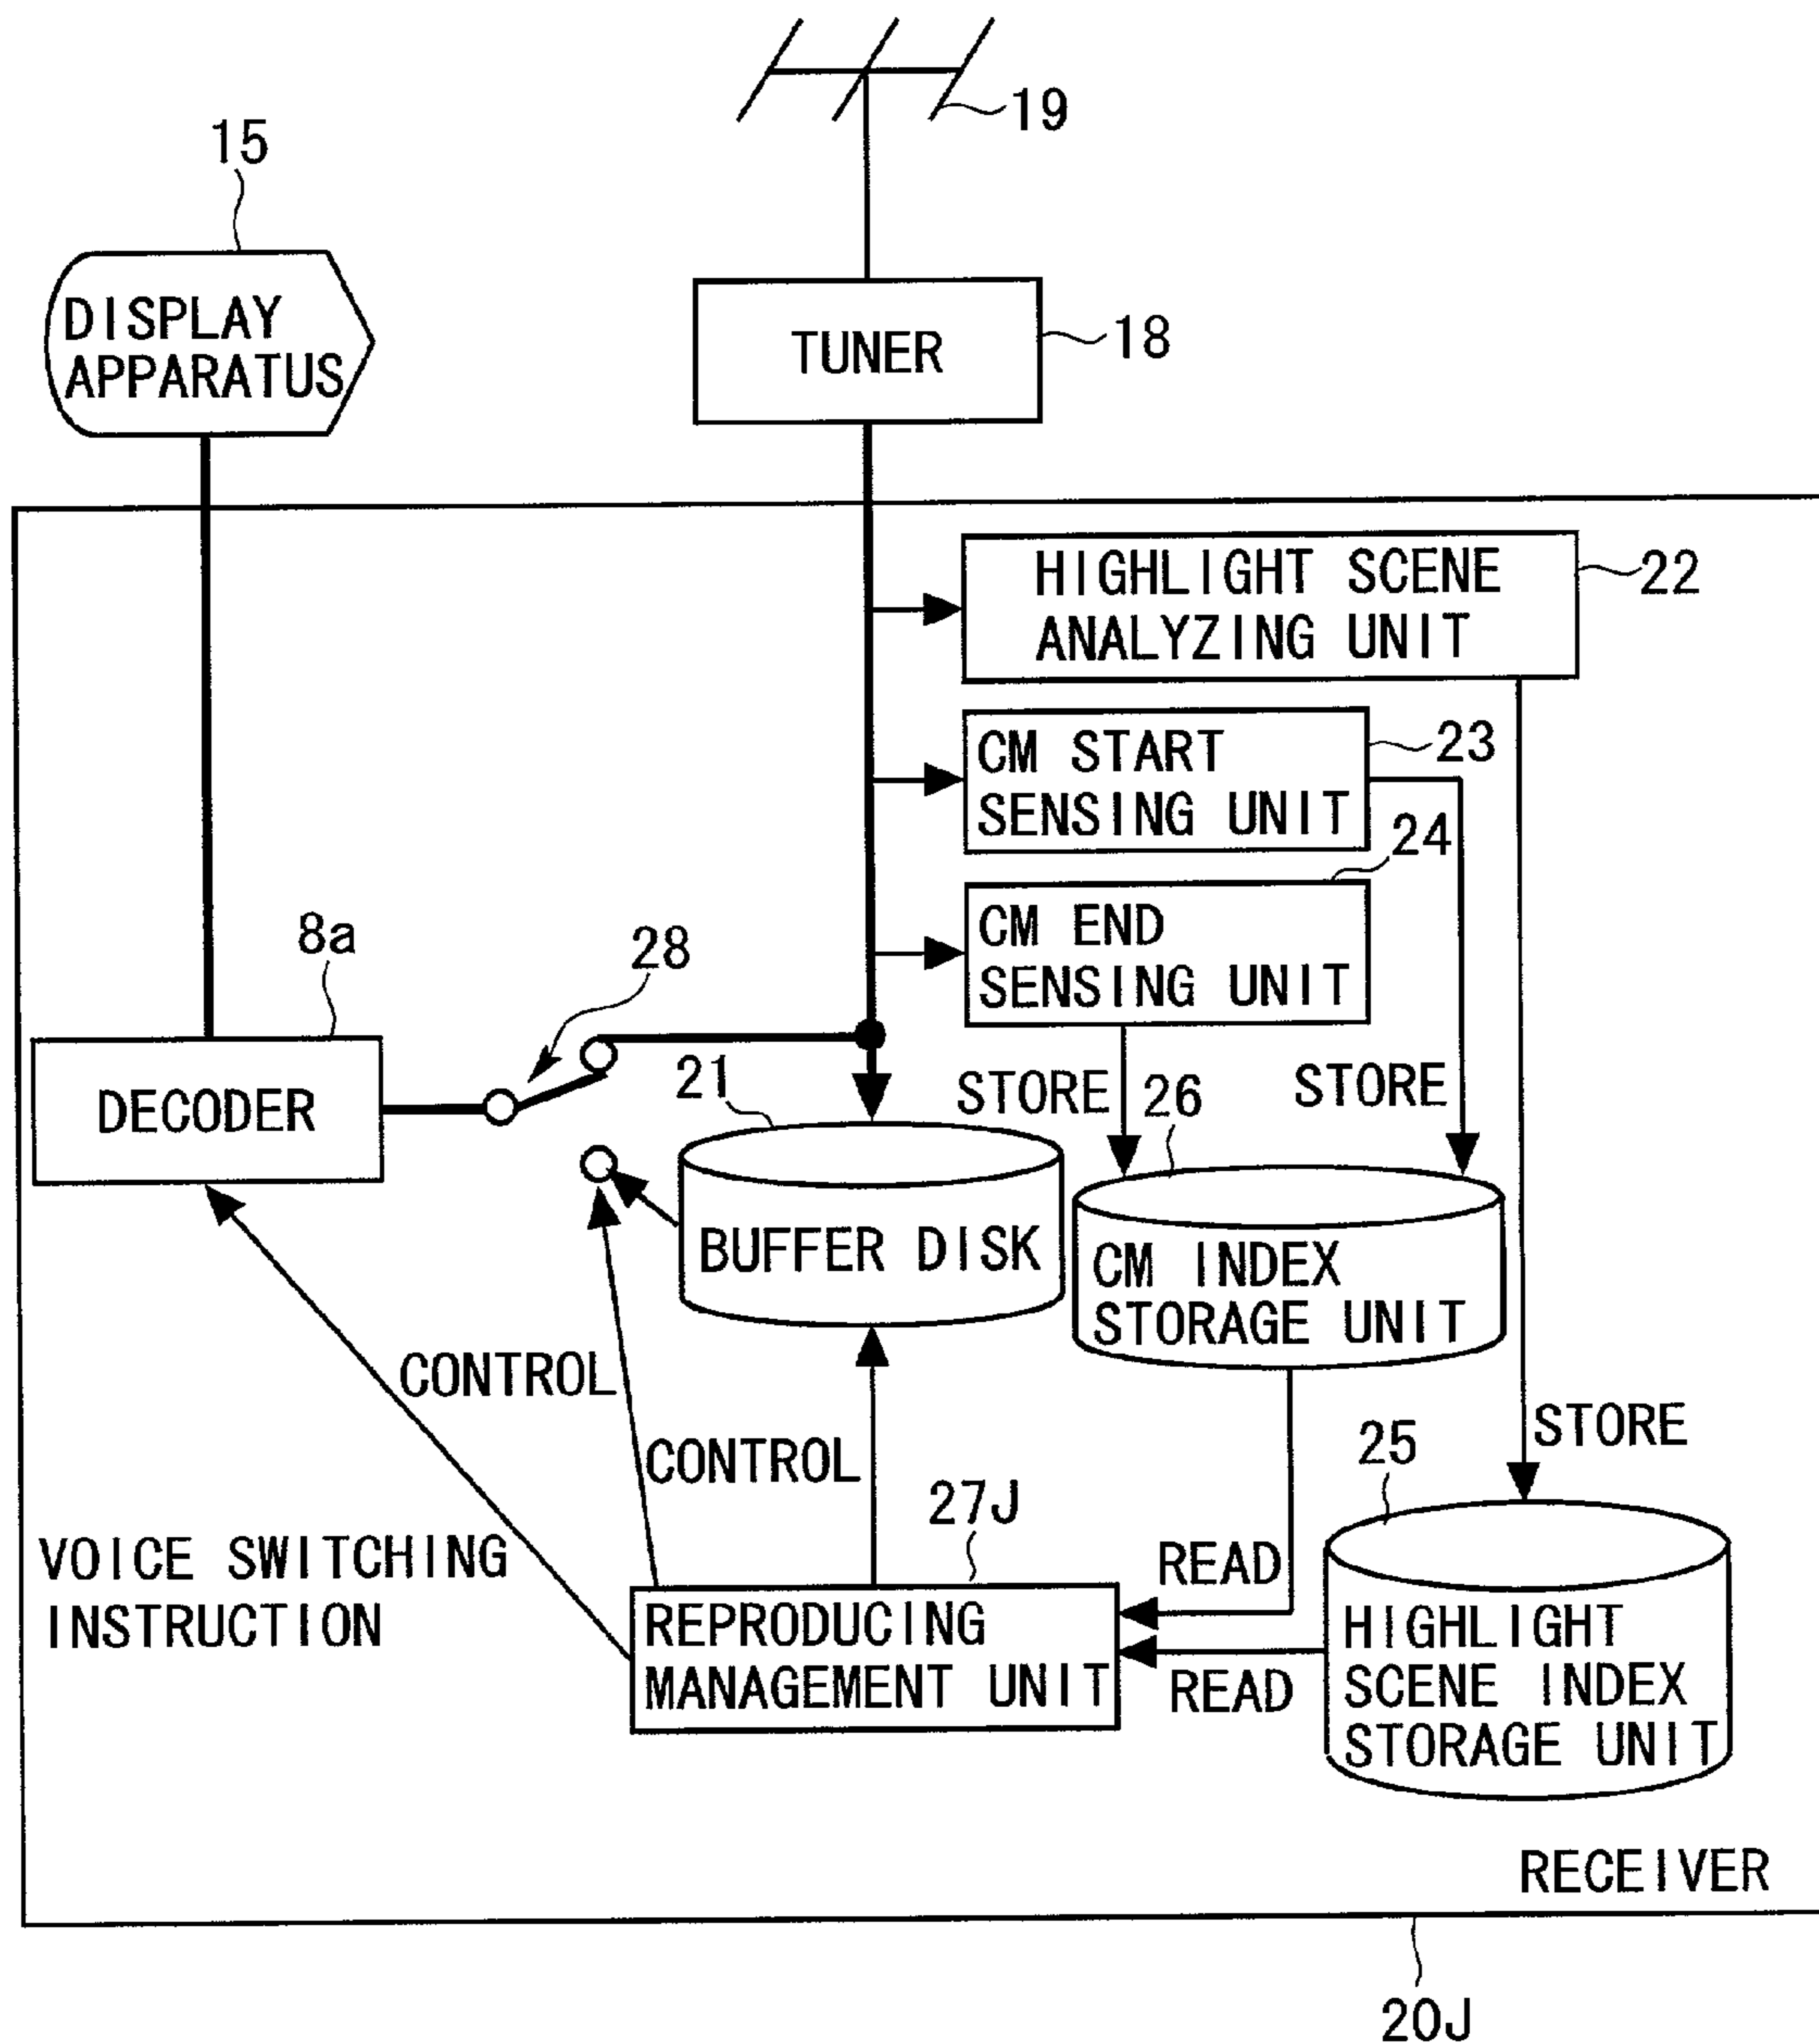 19
15
DISPLAY
APPARATUS
TUNER
18
HIGHLIGHT SCENE
ANALYZING UNIT
22
CM START
SENSING UNIT
23
24
CM END
SENSING UNIT
8a
28
DECODER
21
STORE
26
STORE
BUFFER DISK
CM INDEX
STORAGE UNIT
CONTROL
CONTROL
STORE
25
27J
VOICE SWITCHING
INSTRUCTION
READ
REPRODUCING
MANAGEMENT UNIT
READ
HIGHLIGHT
SCENE INDEX
STORAGE UNIT
RECEIVER
20J